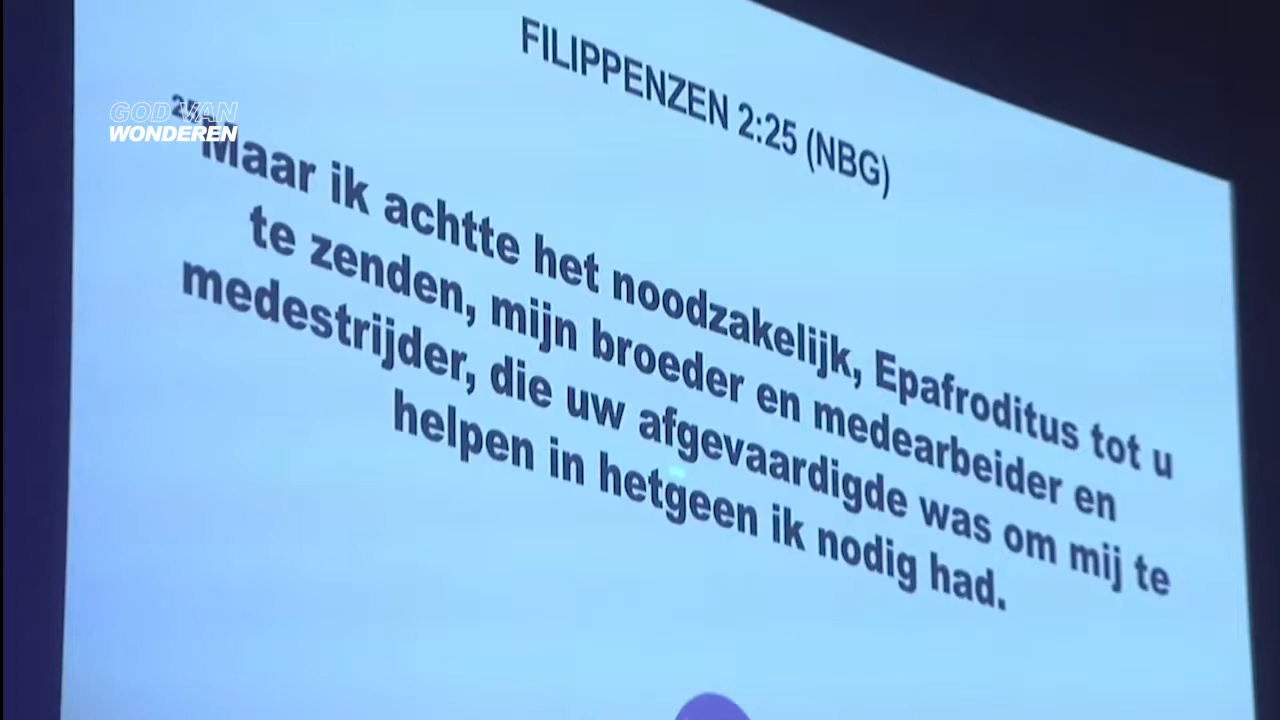 FILIPPENZEN 2:25 (NBG)
GOD VAN
WONDEREN
Maar ik achtte het noodzakelijk, Epafroditus tot u
te zenden, mijn broeder en medearbeider en
medestrijder, die uw afgevaardigde was om mij te
helpen in hetgeen ik nodig had.